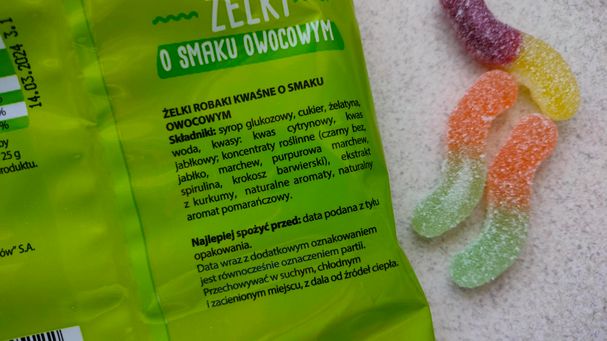 ŻELKI
O SMAKU OWOCOWYM
ŻELKI ROBAKI KWAŚNE O SMAKU
OWOCOWYM
Składniki: syrop glukozowy, cukier, żelatyna,
woda, kwasy: kwas cytrynowy, kwas
jabłkowy; koncentraty roślinne (czarny bez,
jabłko, marchew, purpurowa marchew,
spirulina, krokosz barwierski), ekstrakt
z kurkumy, naturalne aromaty, naturalny
aromat pomarańczowy.
Najlepiej spożyć przed: data podana z tyłu
opakowania.
Data wraz z dodatkowym oznakowaniem
jest równocześnie oznaczeniem partii.
Przechowywać w suchym, chłodnym
i zacienionym miejscu, z dala od źródeł ciepła.
14.03.2024 3.1
%
%
by
25 g
roduktu.
ów" S.A.